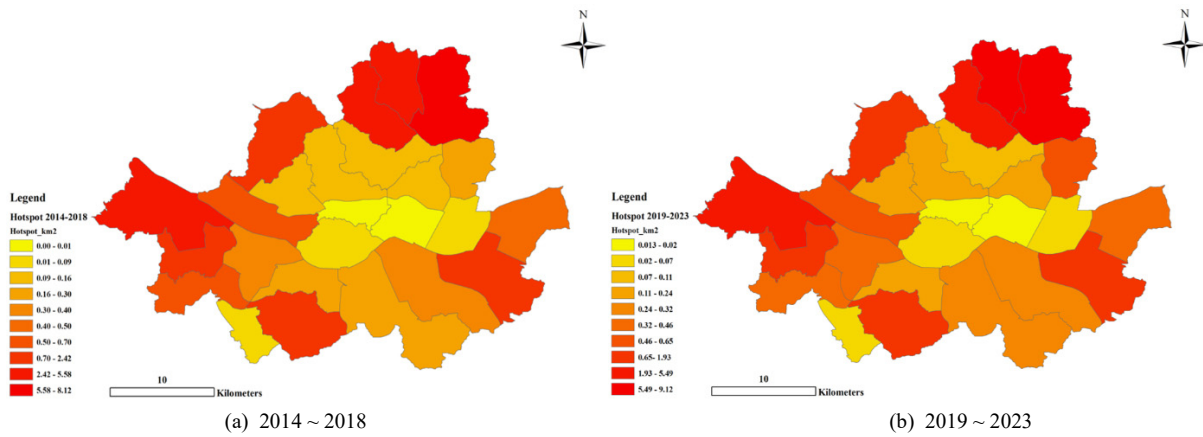 N
Legend
Hotspot 2014-2018
Hotspot_km2
0.00 - 0.01
0.01 - 0.09
0.09 - 0.16
0.16 - 0.30
0.30 - 0.40
0.40 - 0.50
0.50 - 0.70
0.70 - 2.42
2.42 - 5.58
5.58 - 8.12
10
Kilometers
(a) 2014 ~ 2018
N
Legend
Hotspot 2019-2023
Hotspot_km2
0.013 - 0.02
0.02 - 0.07
0.07 - 0.11
0.11 - 0.24
0.24 - 0.32
0.32 - 0.46
0.46 - 0.65
0.65- 1.93
1.93 - 5.49
5.49 - 9.12
10
Kilometers
(b) 2019 ~ 2023